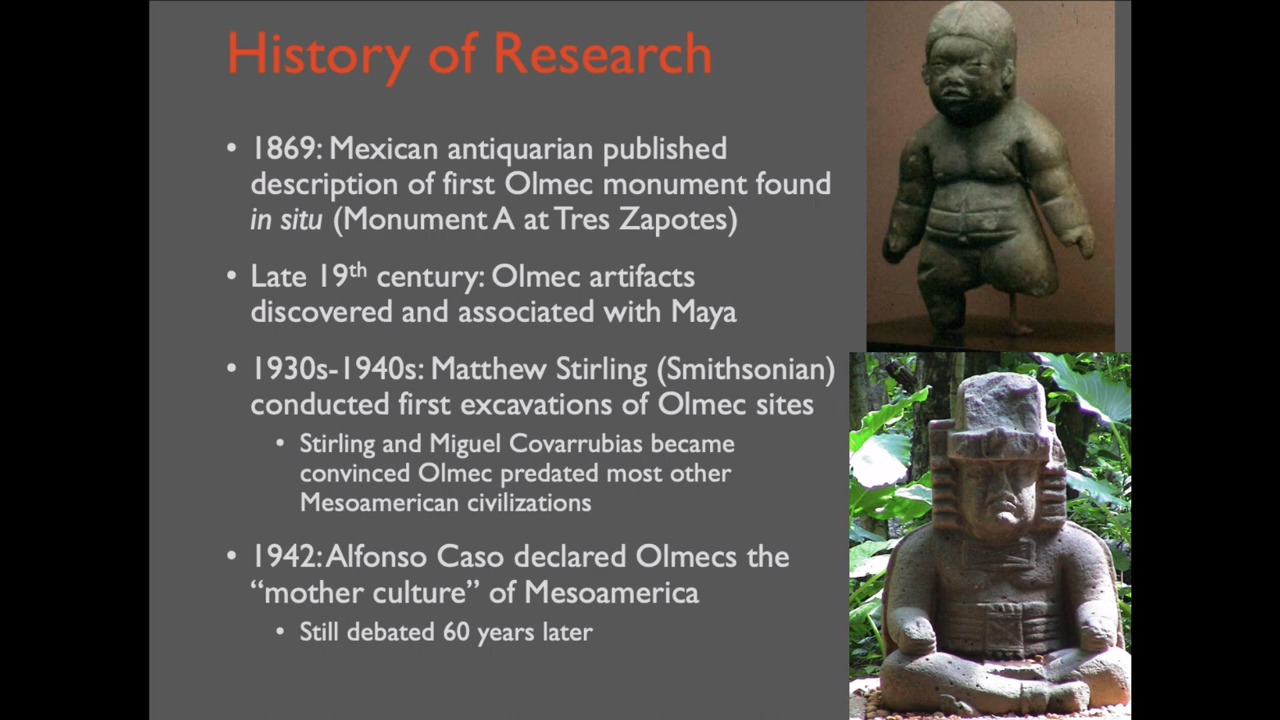 History of Research
• 1869: Mexican antiquarian published
description of first Olmec monument found
in situ (Monument A at Tres Zapotes)
• Late 19th century: Olmec artifacts
discovered and associated with Maya
• 1930s-1940s: Matthew Stirling (Smithsonian)
conducted first excavations of Olmec sites
• Stirling and Miguel Covarrubias became
convinced Olmec predated most other
Mesoamerican civilizations
• 1942: Alfonso Caso declared Olmecs the
“mother culture” of Mesoamerica
• Still debated 60 years later